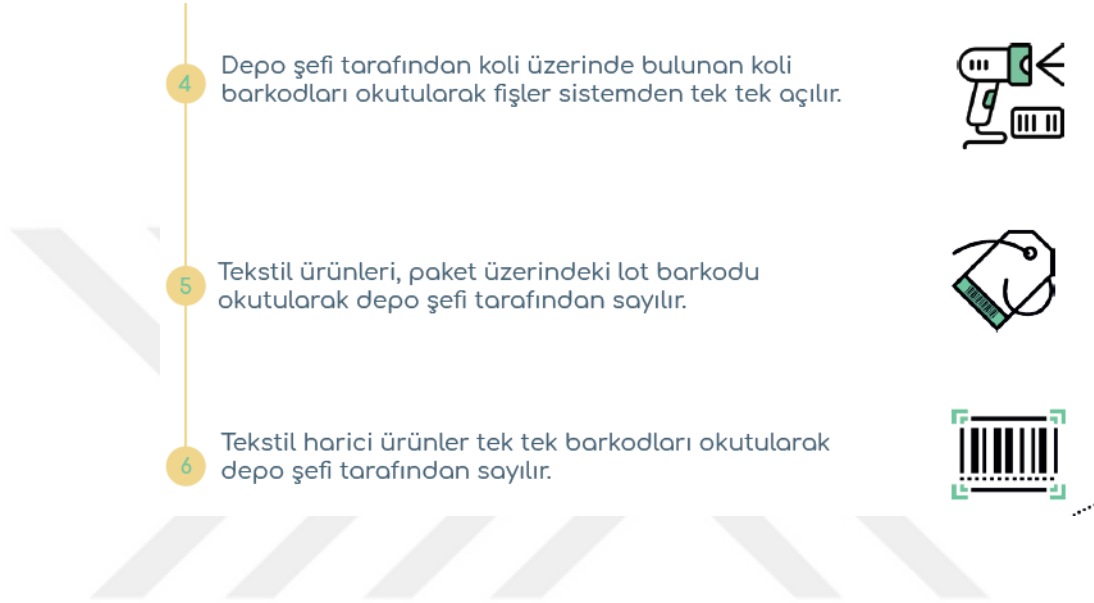 4
Depo şefi tarafından koli üzerinde bulunan koli
barkodları okutularak fişler sistemden tek tek açılır.
5
Tekstil ürünleri, paket üzerindeki lot barkodu
okutularak depo şefi tarafından sayılır.
6
Tekstil harici ürünler tek tek barkodları okutularak
depo şefi tarafından sayılır.